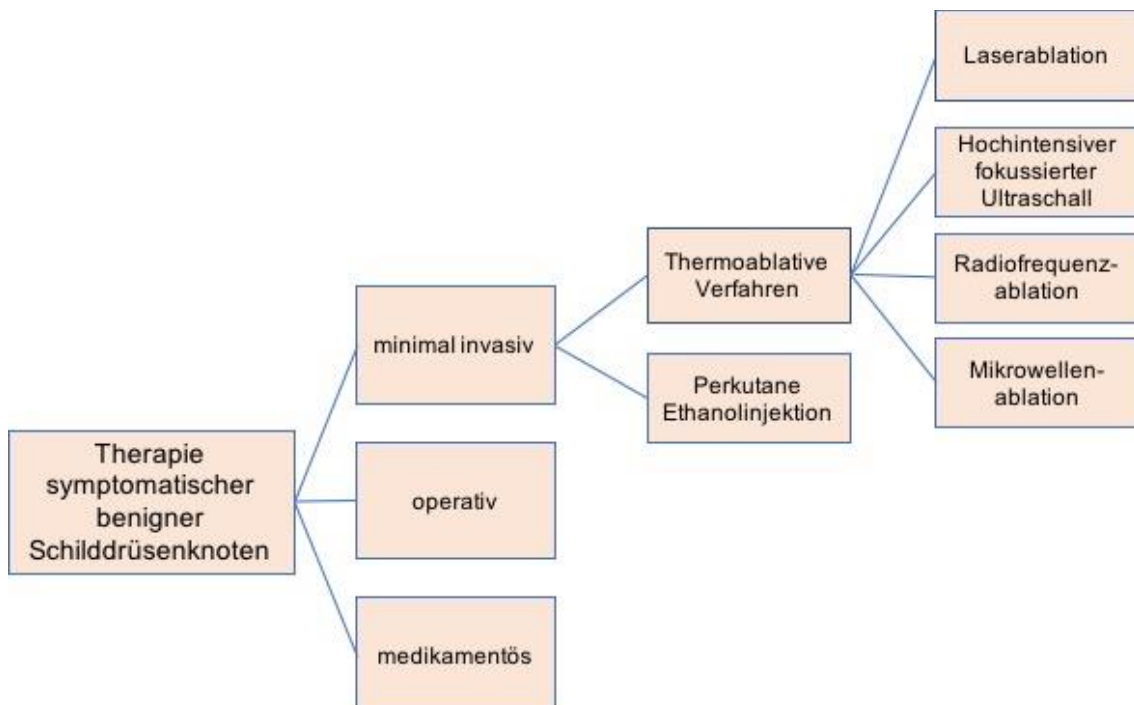 Therapie
symptomatischer
benigner
Schilddrüsenknoten
minimal invasiv
operativ
medikamentös
Thermoablative
Verfahren
Perkutane
Ethanolinjektion
Laserablation
Hochintensiver
fokussierter
Ultraschall
Radiofrequenz-
ablation
Mikrowellen-
ablation